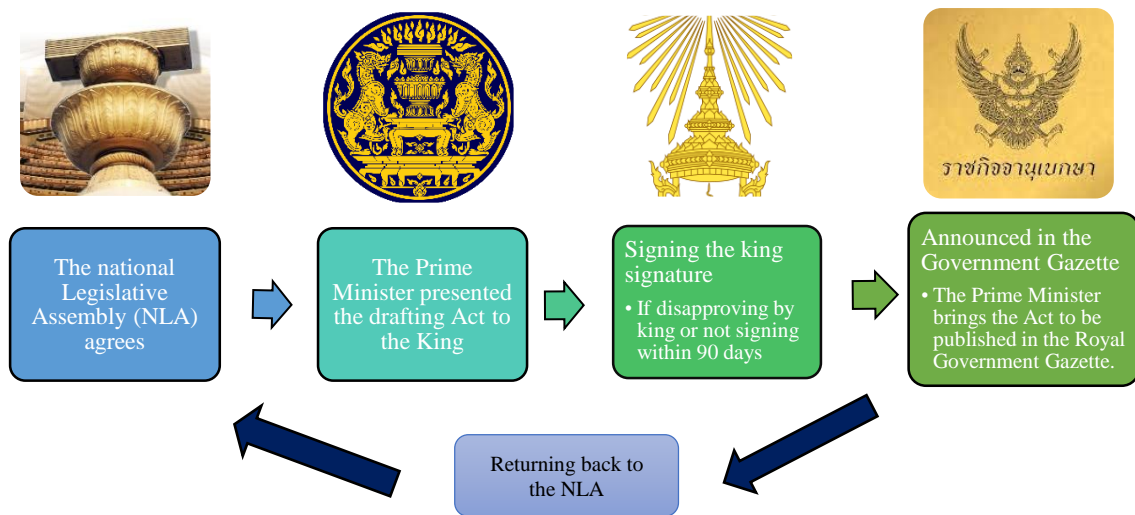 ราชกิจจานุเบกษา
The national
Legislative
Assembly (NLA)
agrees
The Prime
Minister presented
the drafting Act to
the King
Signing the king
signature
• If disapproving by
king or not signing
within 90 days
Announced in the
Government Gazette
• The Prime Minister
brings the Act to be
published in the Royal
Government Gazette.
Returning back to
the NLA